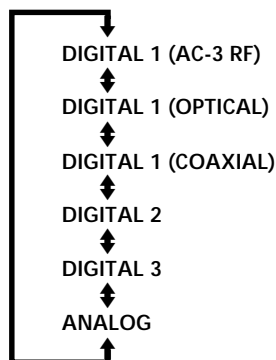 DIGITAL 1 (AC-3 RF)
DIGITAL 1 (OPTICAL)
DIGITAL 1 (COAXIAL)
DIGITAL 2
DIGITAL 3
ANALOG